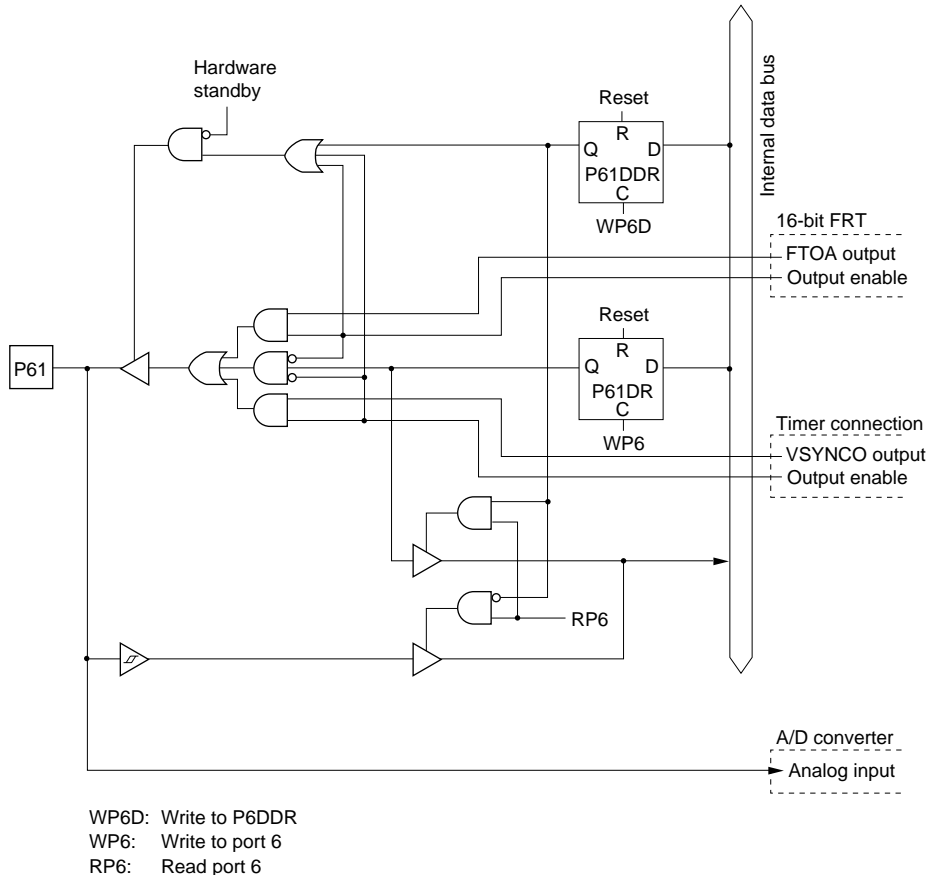 Hardware
standby
Reset
R
Q D
P61DDR
C
WP6D
Internal data bus
16-bit FRT
FTOA output
Output enable
Reset
R
P61
Q D
P61DR
C
WP6
Timer connection
VSYNCO output
Output enable
RP6
A/D converter
Analog input
WP6D: Write to P6DDR
WP6: Write to port 6
RP6: Read port 6